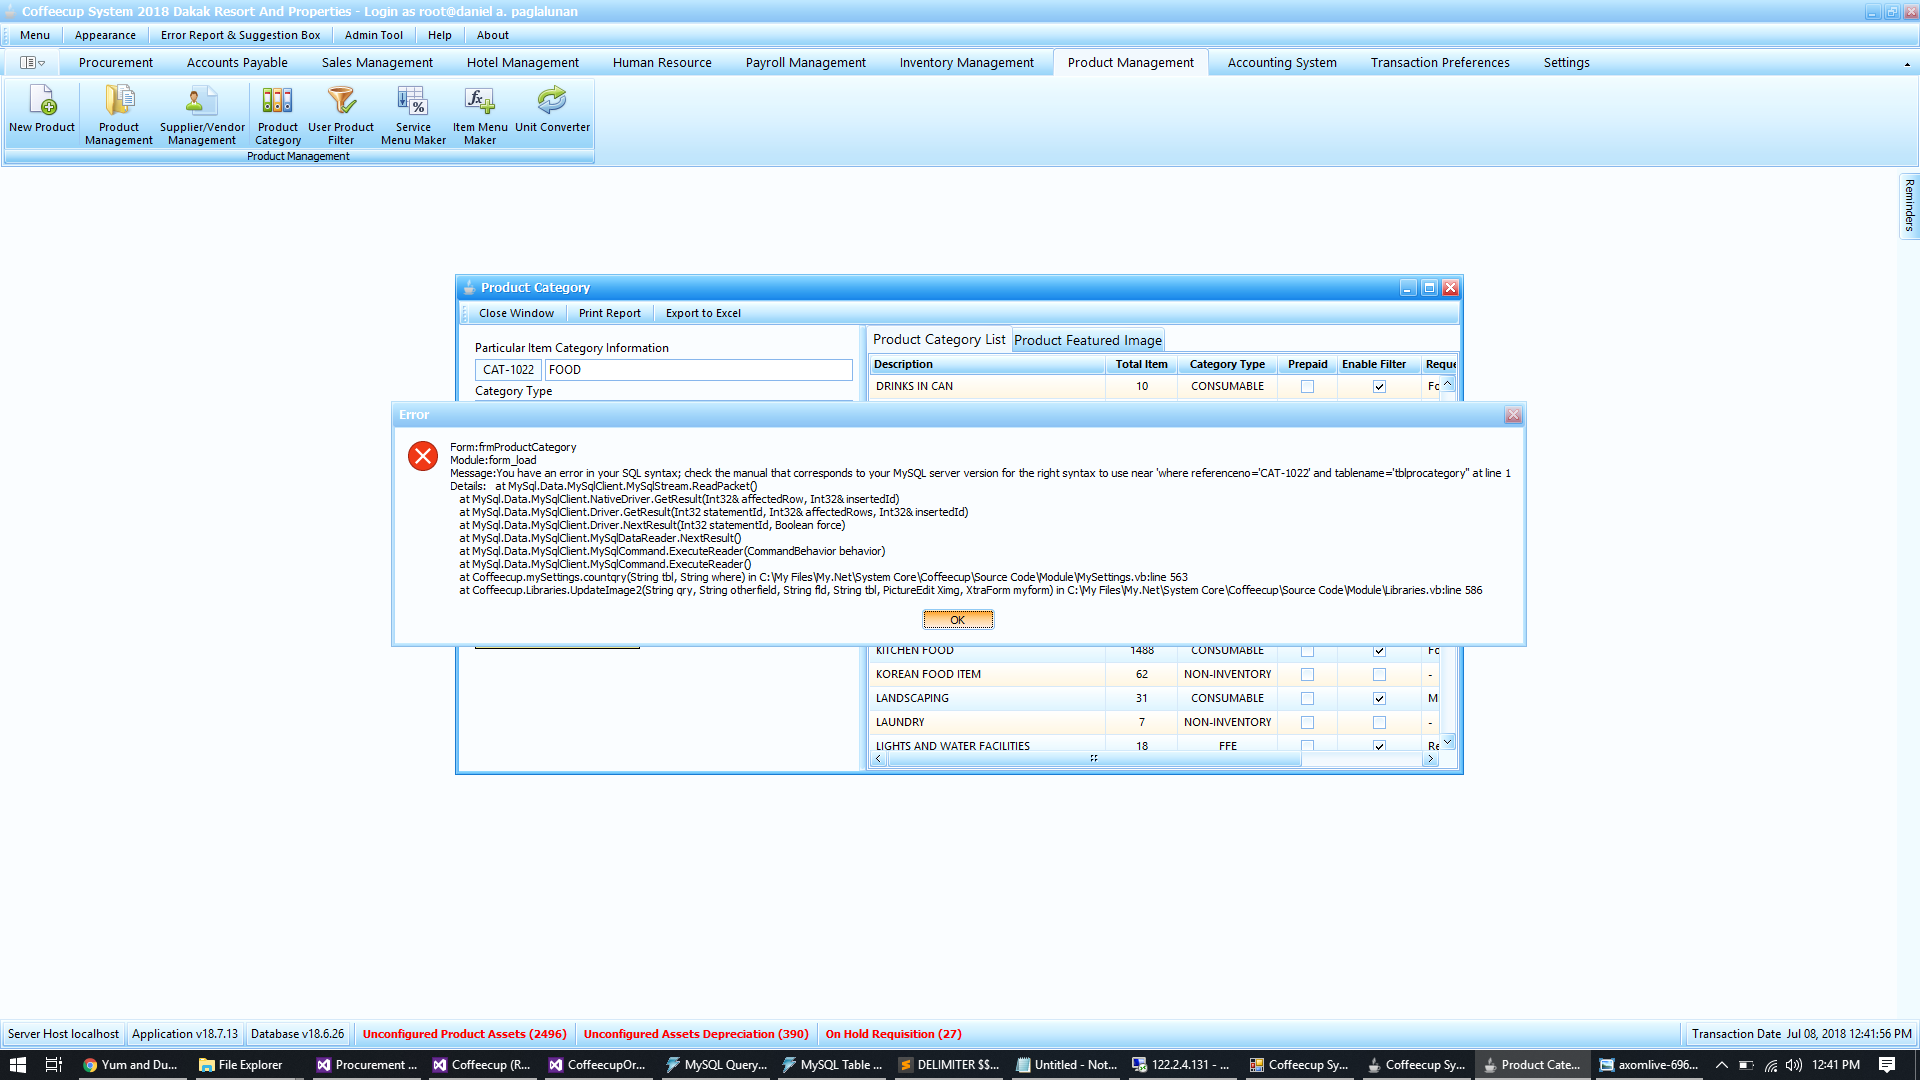 Coffeecup System 2018 Dakak Resort And Properties - Login as root@daniel a. paglalunan
Menu Appearance Error Report & Suggestion Box Admin Tool Help About
Procurement Accounts Payable Sales Management Hotel Management Human Resource Payroll Management Inventory Management Product Management Accounting System Transaction Preferences Settings
New Product
Product Management
Supplier/Vendor Management
Product Category
User Product Filter
Service Menu Maker
Item Menu Maker
Unit Converter
Product Management
Reminders
Product Category
Close Window Print Report Export to Excel
Particular Item Category Information
CAT-1022 FOOD
Category Type
Product Category List Product Featured Image
Description Total Item Category Type Prepaid Enable Filter Reque
DRINKS IN CAN 10 CONSUMABLE Fo
Error
Form:frmProductCategory
Module:form_load
Message:You have an error in your SQL syntax; check the manual that corresponds to your MySQL server version for the right syntax to use near 'where referenceno='CAT-1022' and tablename='tblprocategory'' at line 1
Details: at MySql.Data.MySqlClient.MySqlStream.ReadPacket()
at MySql.Data.MySqlClient.NativeDriver.GetResult(Int32& affectedRow, Int32& insertedId)
at MySql.Data.MySqlClient.Driver.GetResult(Int32 statementId, Int32& affectedRows, Int32& insertedId)
at MySql.Data.MySqlClient.Driver.NextResult(Int32 statementId, Boolean force)
at MySql.Data.MySqlClient.MySqlDataReader.NextResult()
at MySql.Data.MySqlClient.MySqlCommand.ExecuteReader(CommandBehavior behavior)
at MySql.Data.MySqlClient.MySqlCommand.ExecuteReader()
at Coffeecup.mySettings.countqry(String tbl, String where) in C:\My Files\My.Net\System Core\Coffeecup\Source Code\Module\MySettings.vb:line 563
at Coffeecup.Libraries.UpdateImage2(String qry, String otherfield, String fld, String tbl, PictureEdit Ximg, XtraForm myform) in C:\My Files\My.Net\System Core\Coffeecup\Source Code\Module\Libraries.vb:line 586
OK
KITCHEN FOOD 1488 CONSUMABLE Fo
KOREAN FOOD ITEM 62 NON-INVENTORY -
LANDSCAPING 31 CONSUMABLE M
LAUNDRY 7 NON-INVENTORY -
LIGHTS AND WATER FACILITIES 18 FFE Re
Server Host localhost Application v18.7.13 Database v18.6.26 Unconfigured Product Assets (2496) Unconfigured Assets Depreciation (390) On Hold Requisition (27) Transaction Date Jul 08, 2018 12:41:56 PM
Yum and Du... File Explorer Procurement ... Coffeecup (R... CoffeecupOr... MySQL Query... MySQL Table ... DELIMITER $$... Untitled - Not... 122.2.4.131 - ... Coffeecup Sy... Coffeecup Sy... Product Cate... axomlive-696... 12:41 PM